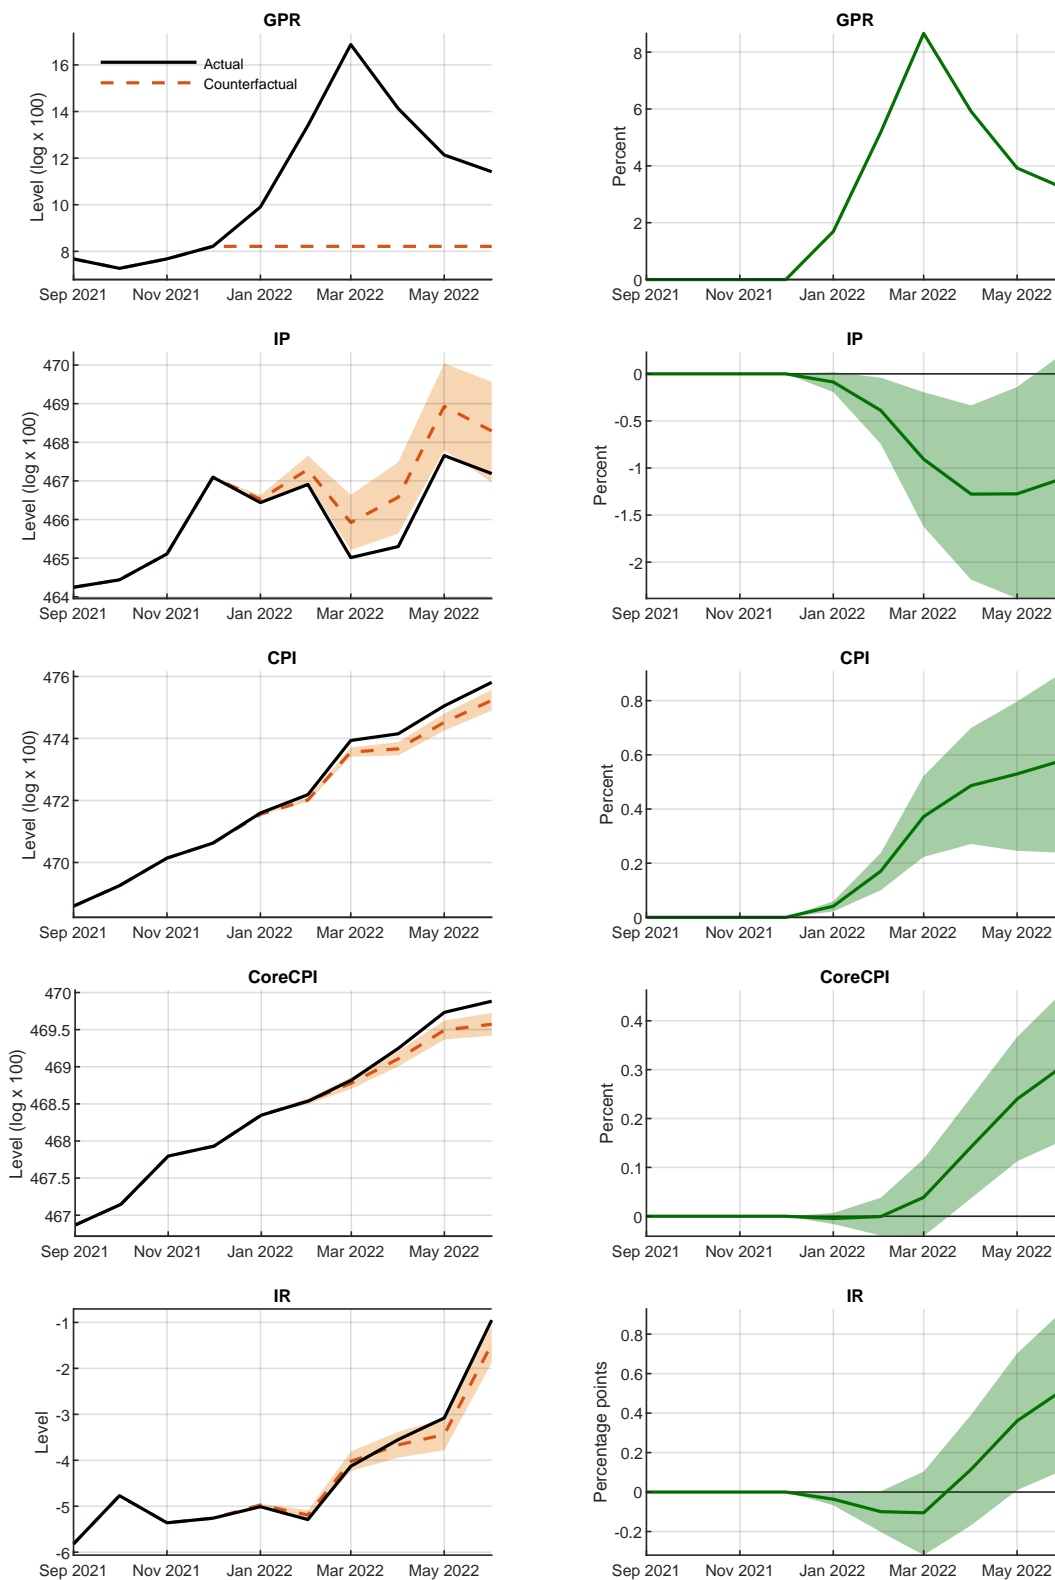 GPR
Level (log x 100)
16
14
12
10
8
Actual
Counterfactual
Sep 2021 Nov 2021 Jan 2022 Mar 2022 May 2022
GPR
Percent
8
6
4
2
0
Sep 2021 Nov 2021 Jan 2022 Mar 2022 May 2022
IP
Level (log x 100)
470
469
468
467
466
465
464
Sep 2021 Nov 2021 Jan 2022 Mar 2022 May 2022
IP
Percent
0
-0.5
-1
-1.5
-2
Sep 2021 Nov 2021 Jan 2022 Mar 2022 May 2022
CPI
Level (log x 100)
476
474
472
470
Sep 2021 Nov 2021 Jan 2022 Mar 2022 May 2022
CPI
Percent
0.8
0.6
0.4
0.2
0
Sep 2021 Nov 2021 Jan 2022 Mar 2022 May 2022
CoreCPI
Level (log x 100)
470
469.5
469
468.5
468
467.5
467
Sep 2021 Nov 2021 Jan 2022 Mar 2022 May 2022
CoreCPI
Percent
0.4
0.3
0.2
0.1
0
Sep 2021 Nov 2021 Jan 2022 Mar 2022 May 2022
IR
Level
-1
-2
-3
-4
-5
-6
Sep 2021 Nov 2021 Jan 2022 Mar 2022 May 2022
IR
Percentage points
0.8
0.6
0.4
0.2
0
-0.2
Sep 2021 Nov 2021 Jan 2022 Mar 2022 May 2022